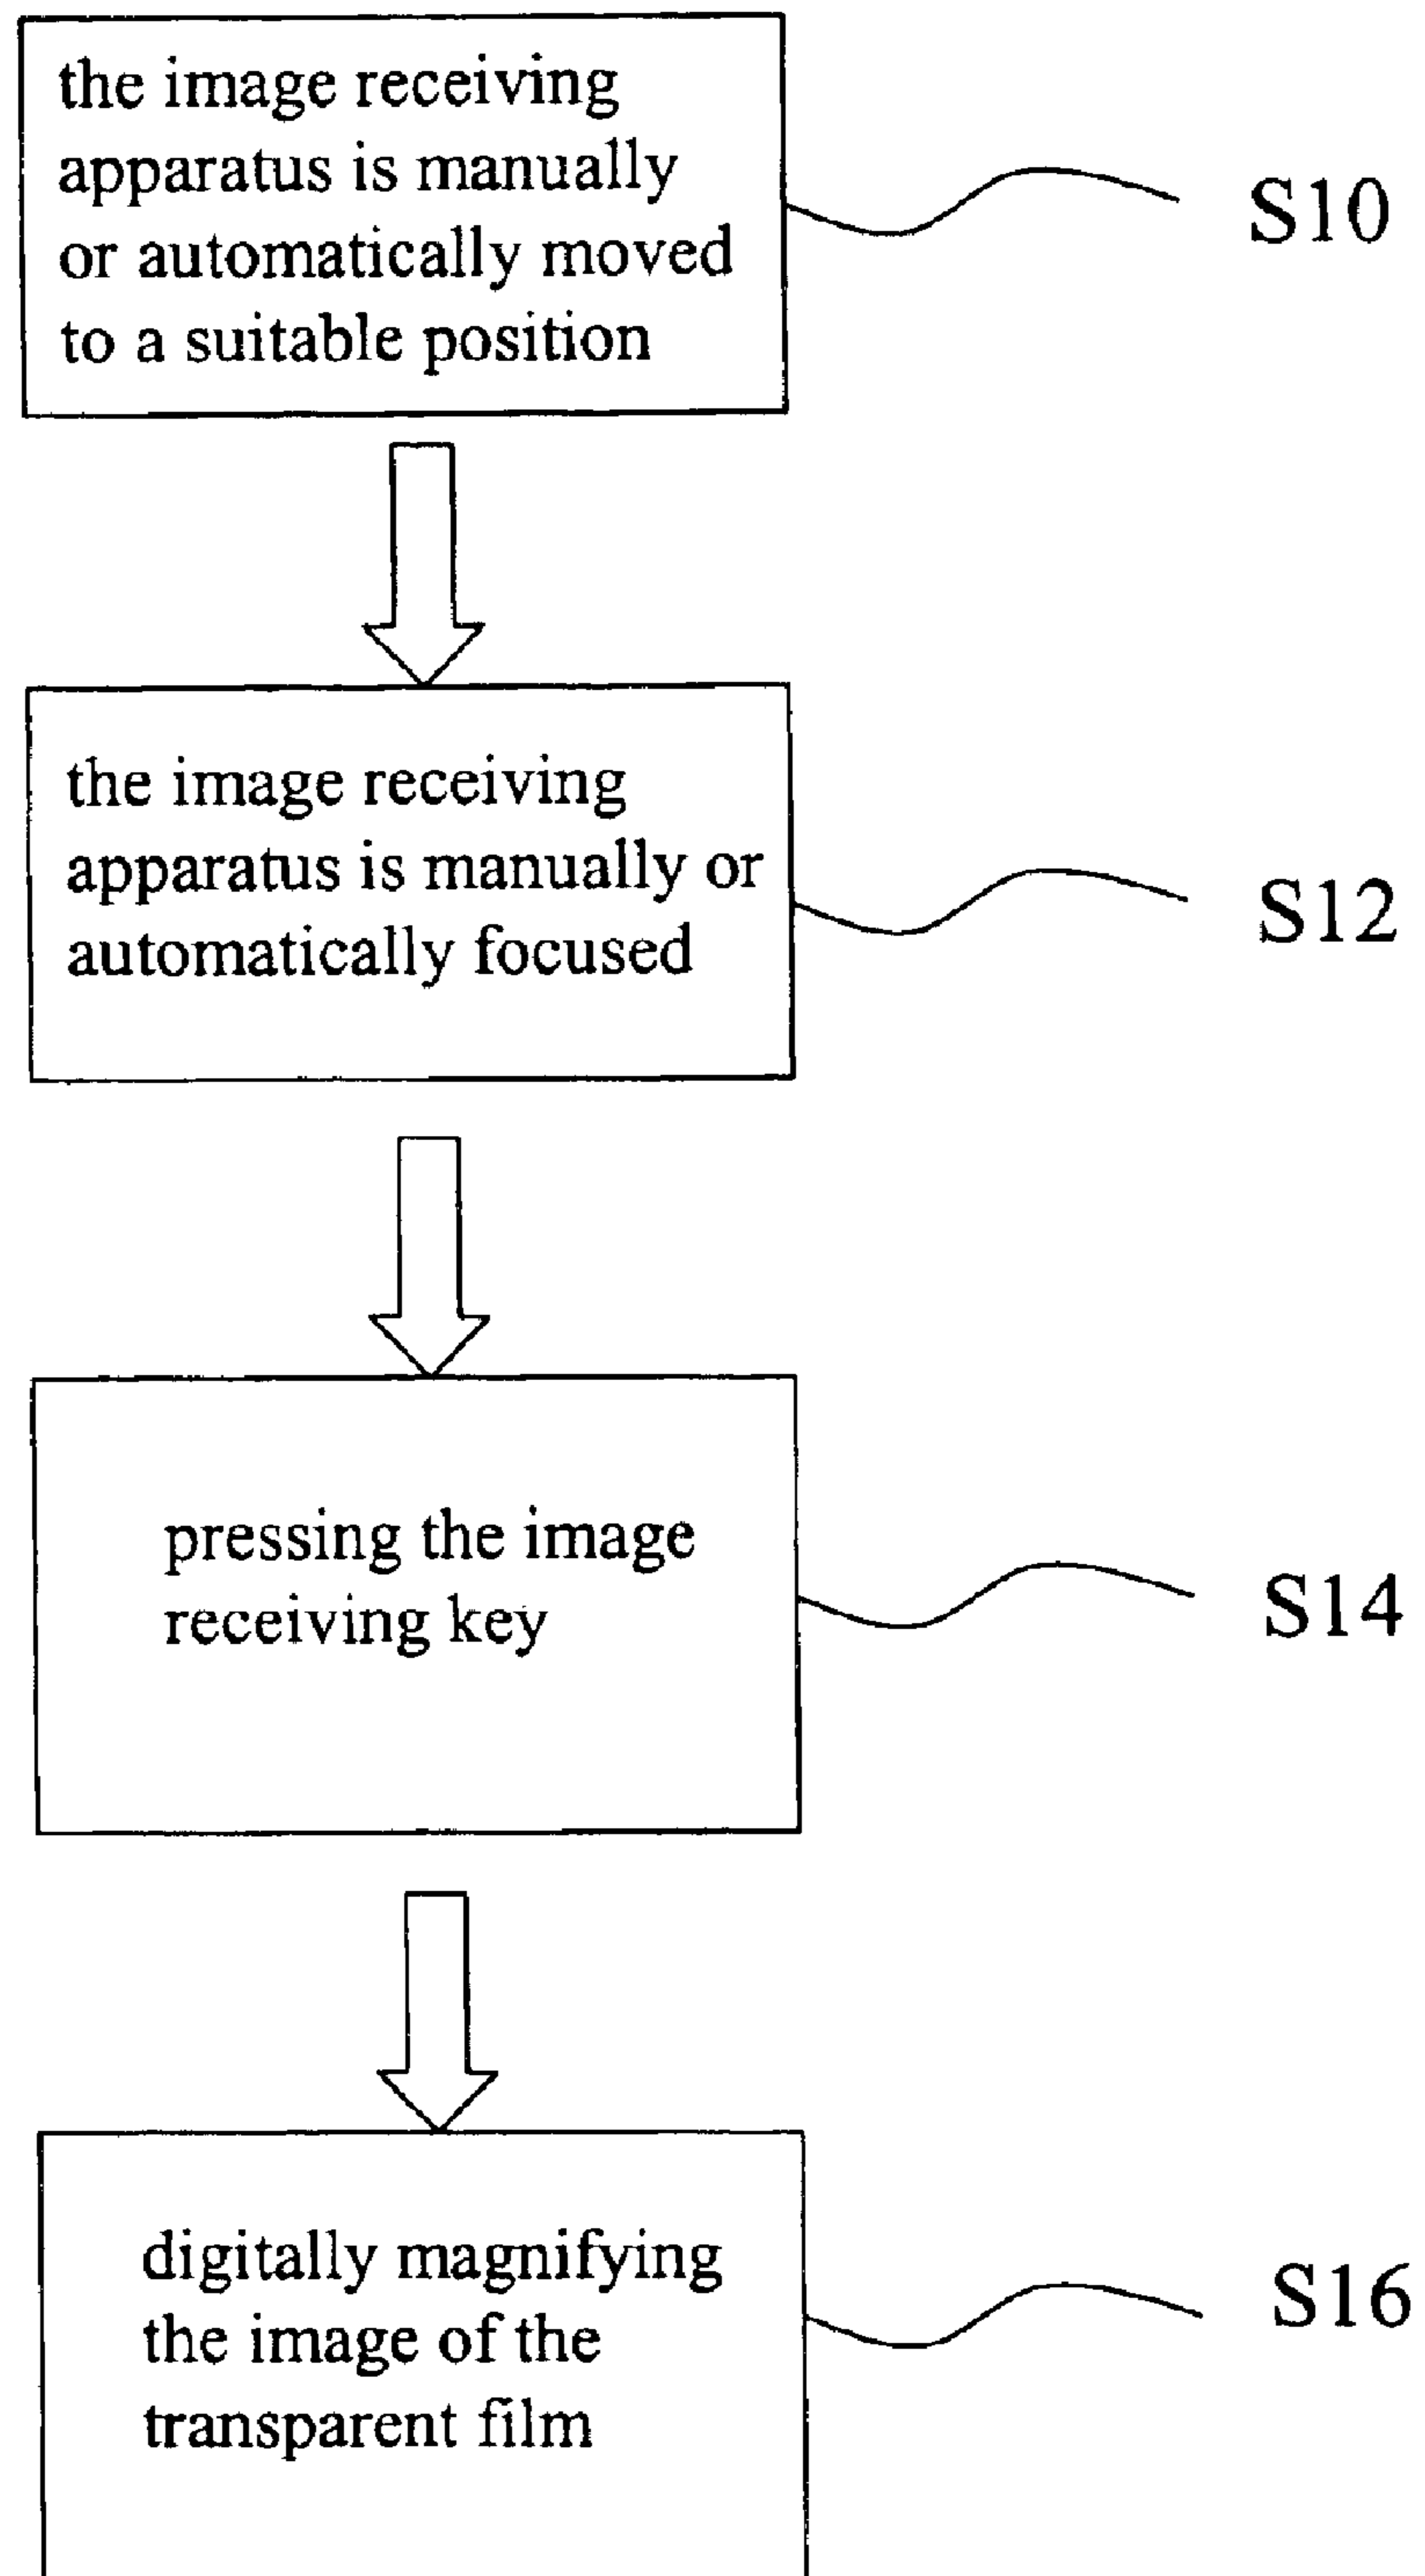 the image receiving
apparatus is manually
or automatically moved
to a suitable position
S10
the image receiving
apparatus is manually or
automatically focused
S12
pressing the image
receiving key
S14
digitally magnifying
the image of the
transparent film
S16